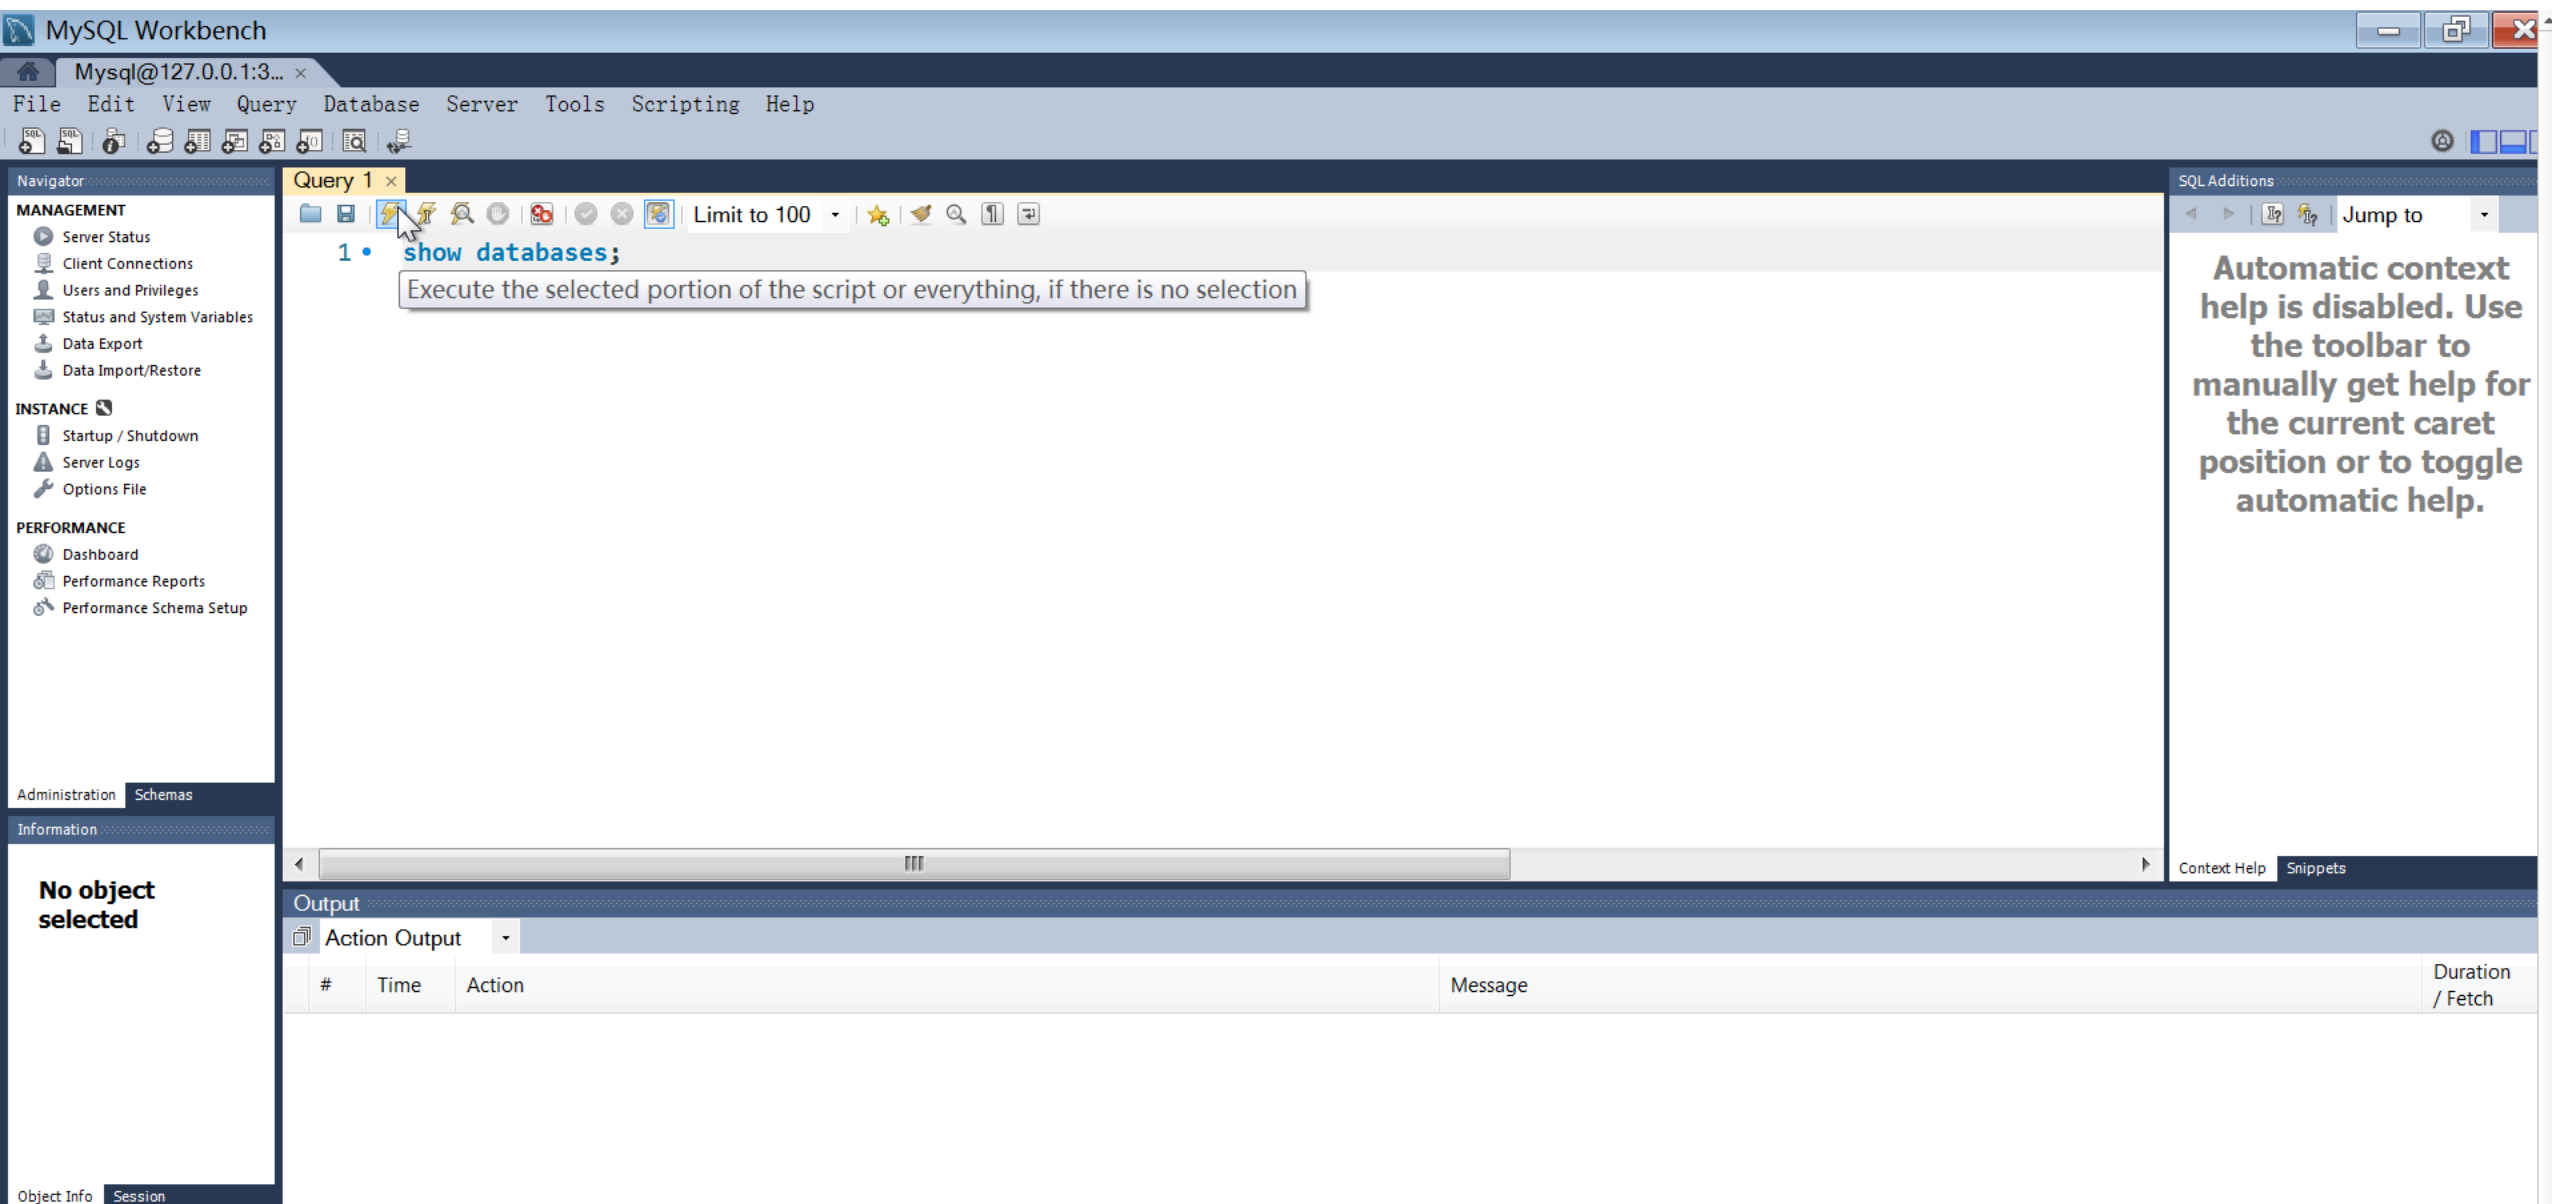 MySQL Workbench
Mysql@127.0.0.1:3... ×
File Edit View Query Database Server Tools Scripting Help
Navigator
MANAGEMENT
Server Status
Client Connections
Users and Privileges
Status and System Variables
Data Export
Data Import/Restore
INSTANCE
Startup / Shutdown
Server Logs
Options File
PERFORMANCE
Dashboard
Performance Reports
Performance Schema Setup
Administration Schemas
Information
No object
selected
Object Info Session
Query 1 ×
Limit to 100
1 • show databases;
Execute the selected portion of the script or everything, if there is no selection
Output
Action Output
# Time Action Message Duration
/ Fetch
SQL Additions
Jump to
Automatic context
help is disabled. Use
the toolbar to
manually get help for
the current caret
position or to toggle
automatic help.
Context Help Snippets